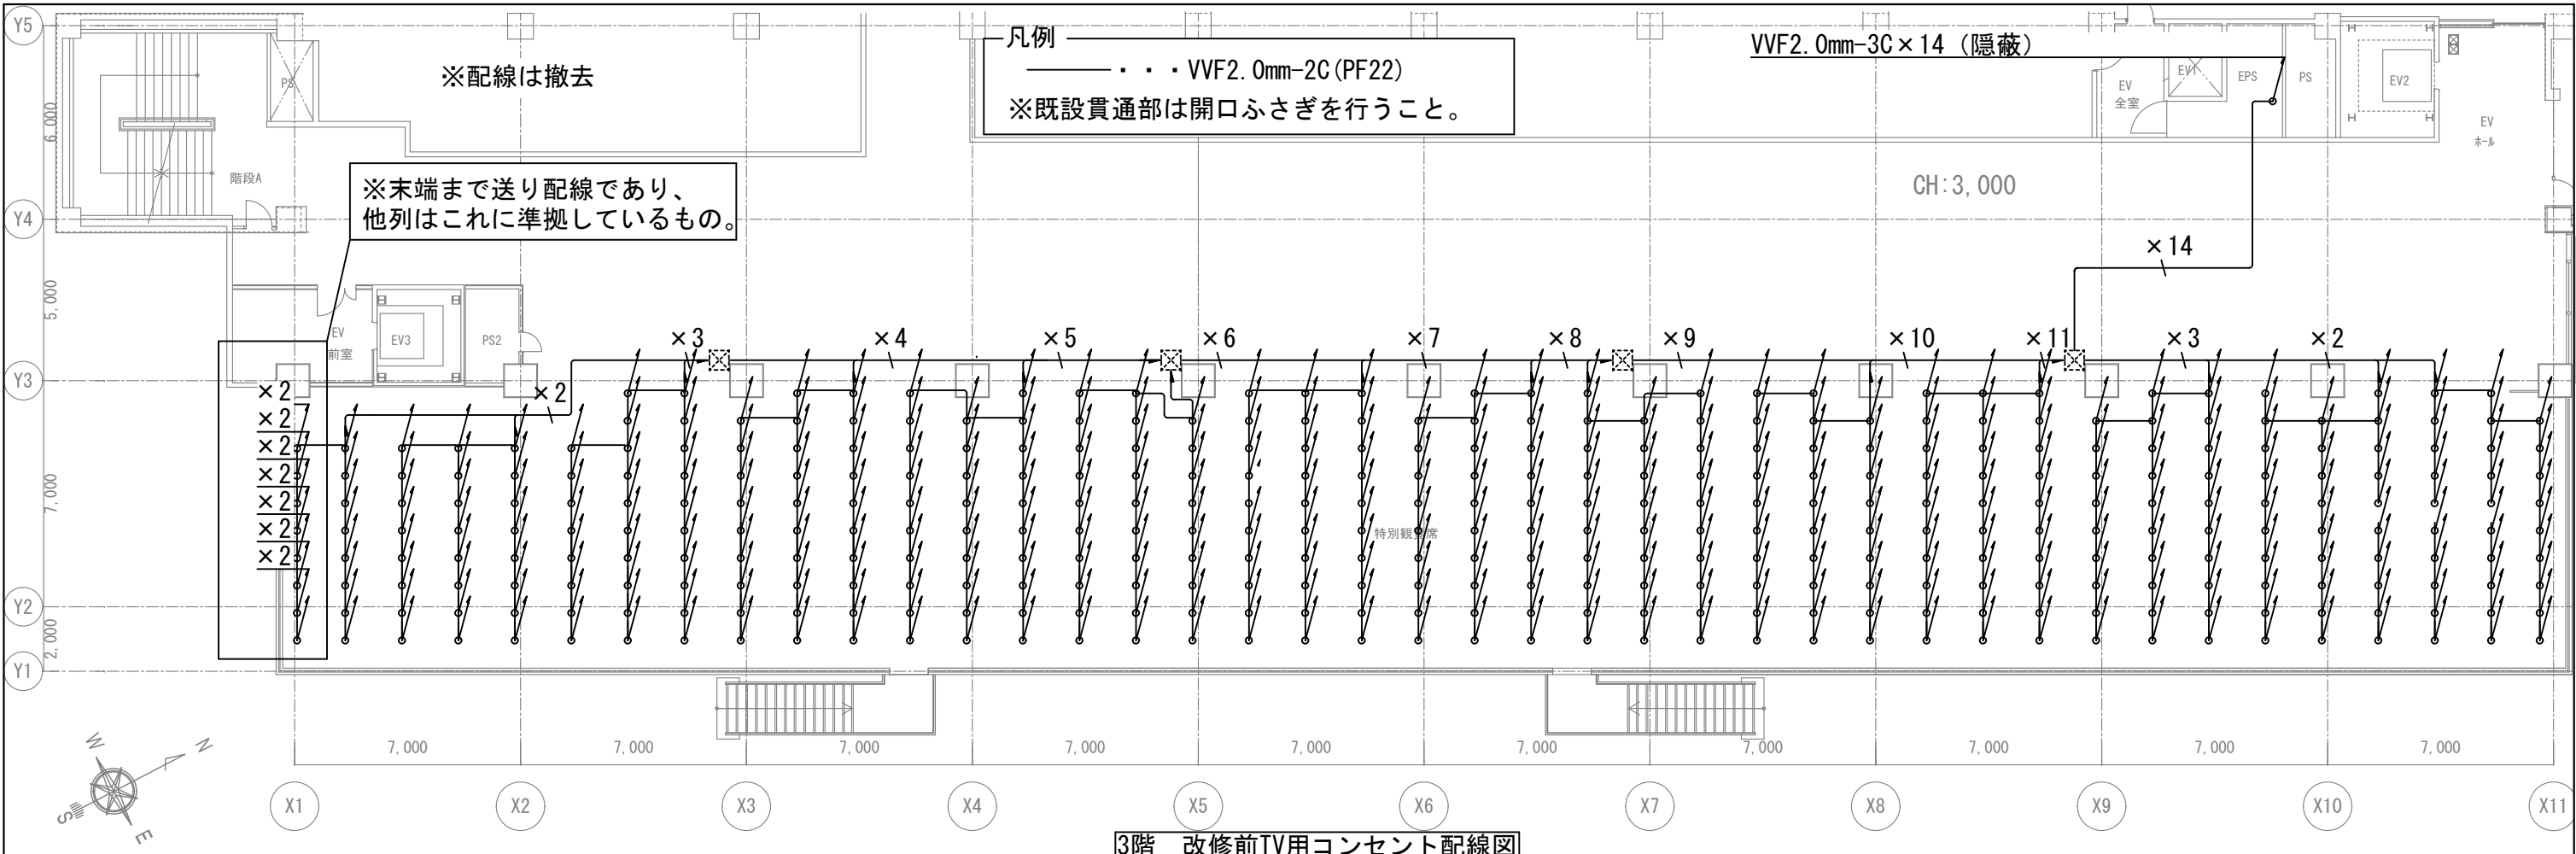 Y5
PS
※配線は撤去
凡例
・・・VVF2.0mm-2C(PF22)
※既設貫通部は開口ふさぎを行うこと。
VVF2.0mm-3C×14 (隠蔽)
EV
全室
EV1
EPS
PS
EV2
EV
ホール
6,000
階段A
※末端まで送り配線であり、
他列はこれに準拠しているもの。
CH:3,000
Y4
×14
5,000
EV
前室
EV3
PS2
×3
×4
×5
×6
×7
×8
×9
×10
×11
×3
×2
Y3
×2
×2
×2
×2
×2
×2
×2
×2
7,000
特別観覧席
Y2
2,000
Y1
7,000
7,000
7,000
7,000
7,000
7,000
7,000
7,000
7,000
7,000
W
N
S
E
X1
X2
X3
X4
X5
X6
X7
X8
X9
X10
X11
3階 改修前TV用コンセント配線図